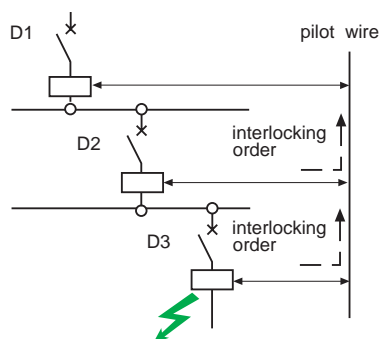 D1
pilot wire
D2
interlocking
order
D3
interlocking
order